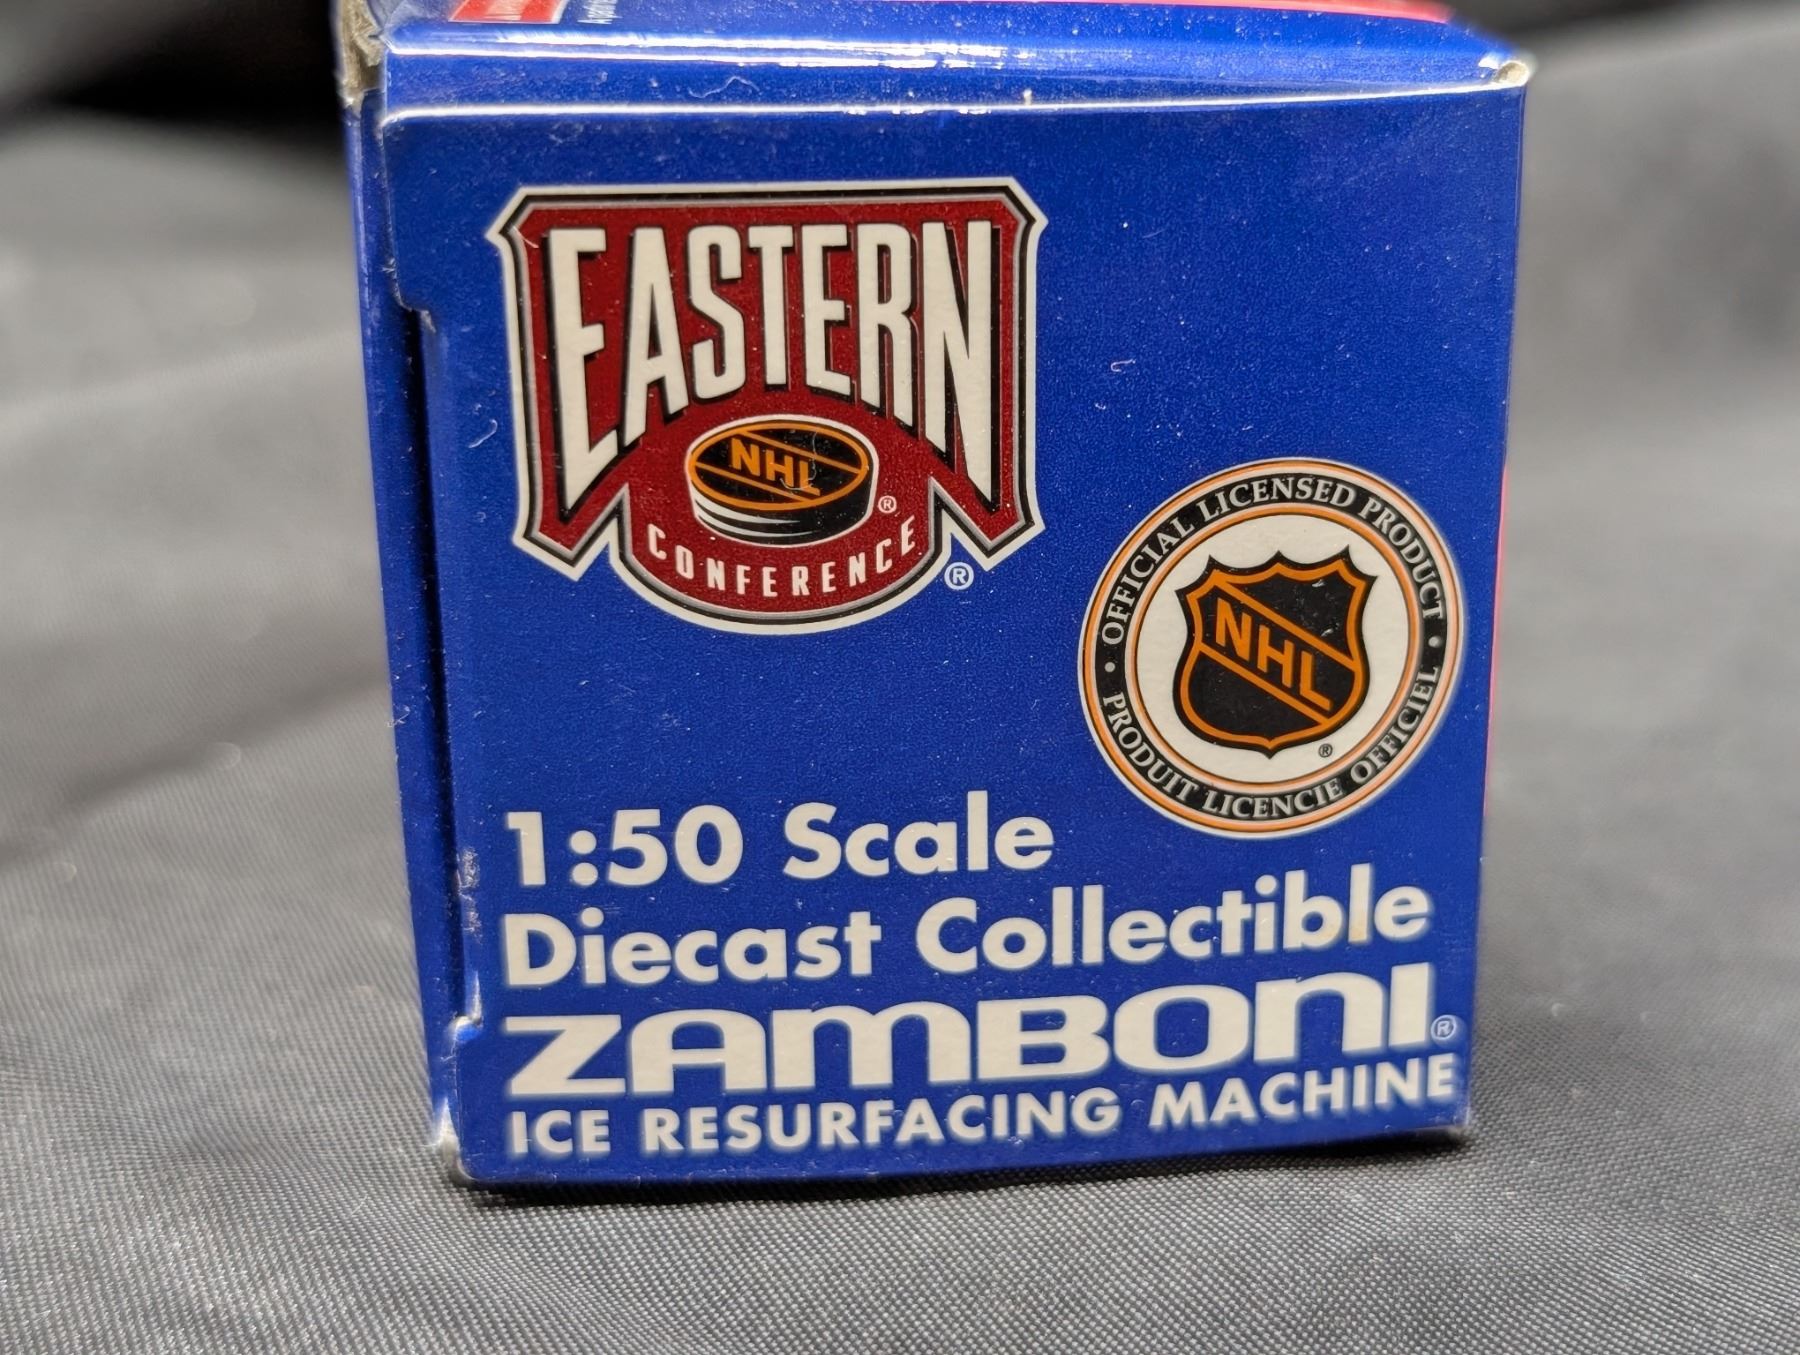 EASTERN
NHL
®
CONFERENCE
®
OFFICIAL LICENSED PRODUCT
NHL
®
PRODUIT LICENCIE OFFICIEL
1:50 Scale
Diecast Collectible
ZAMBONI®
ICE RESURFACING MACHINE